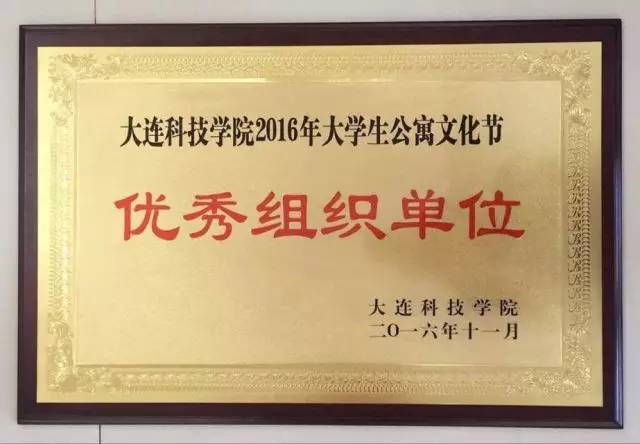 大连科技学院2016年大学生公寓文化节
优秀组织单位
大连科技学院
二〇一六年十一月